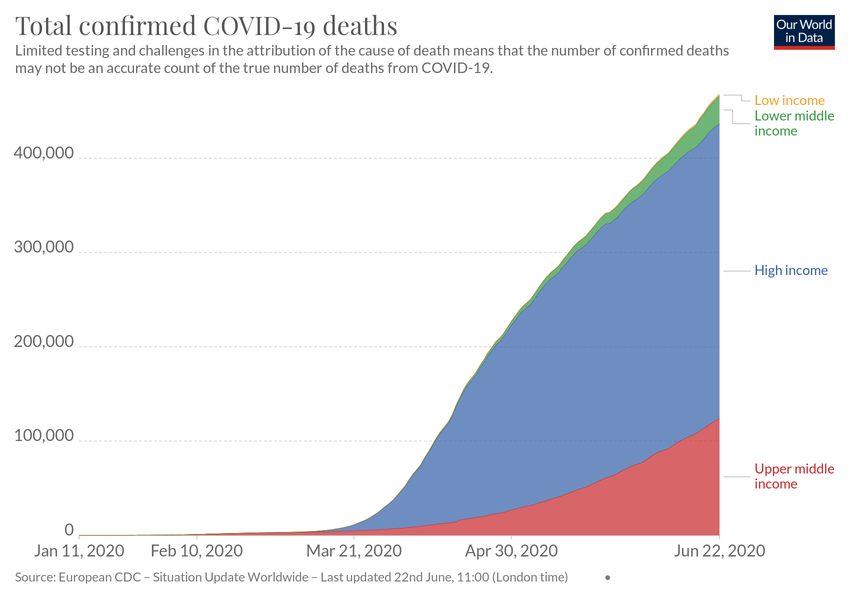 Total confirmed COVID-19 deaths
Limited testing and challenges in the attribution of the cause of death means that the number of confirmed deaths
may not be an accurate count of the true number of deaths from COVID-19.
Our World
in Data
Low income
Lower middle
income
400,000
300,000
High income
200,000
100,000
Upper middle
income
0
Jan 11, 2020 Feb 10, 2020 Mar 21, 2020 Apr 30, 2020 Jun 22, 2020
Source: European CDC – Situation Update Worldwide – Last updated 22nd June, 11:00 (London time) •